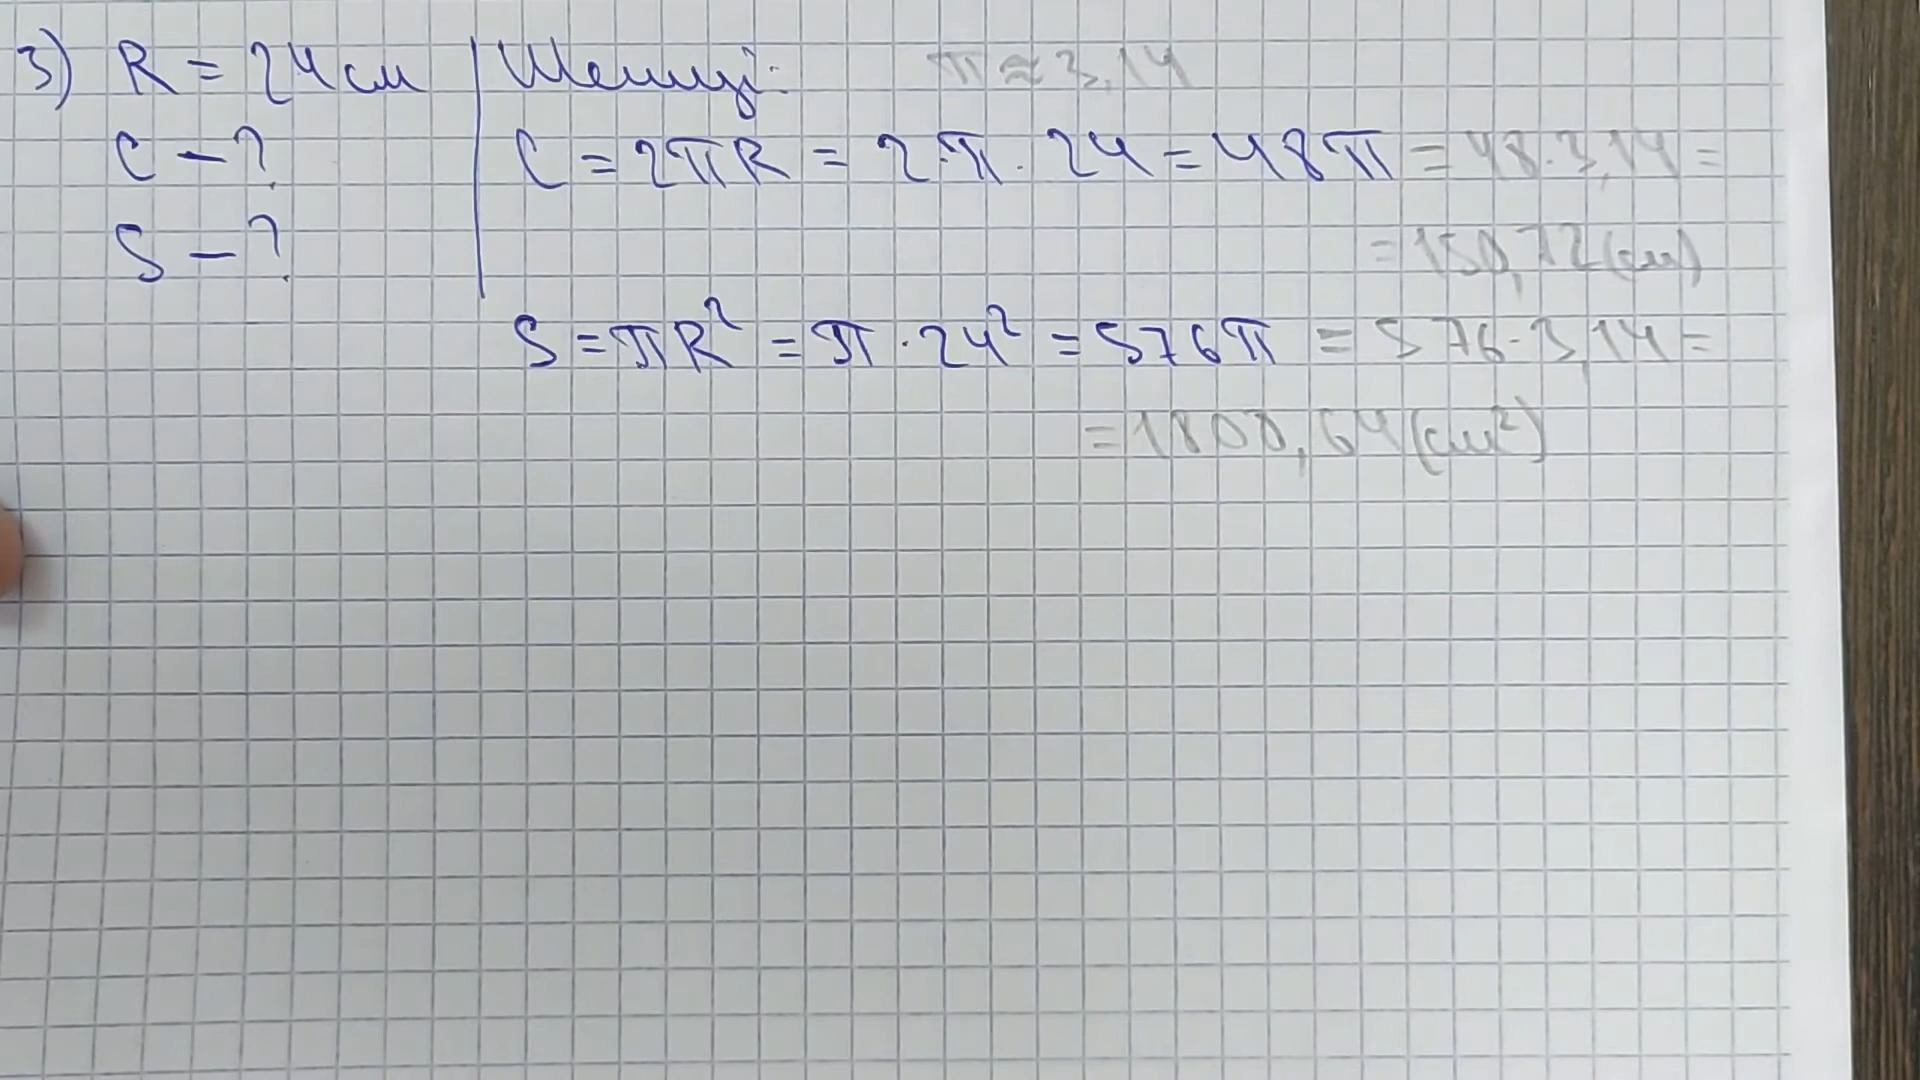 3) R = 24 см | Шешуі: π ≈ 3,14
C – ? C = 2πR = 2·π · 24 = 48π = 48·3,14 =
S – ? = 150,72 (см)
S = πR² = π · 24² = 576π = 576·3,14 =
= 1808,64 (см²)